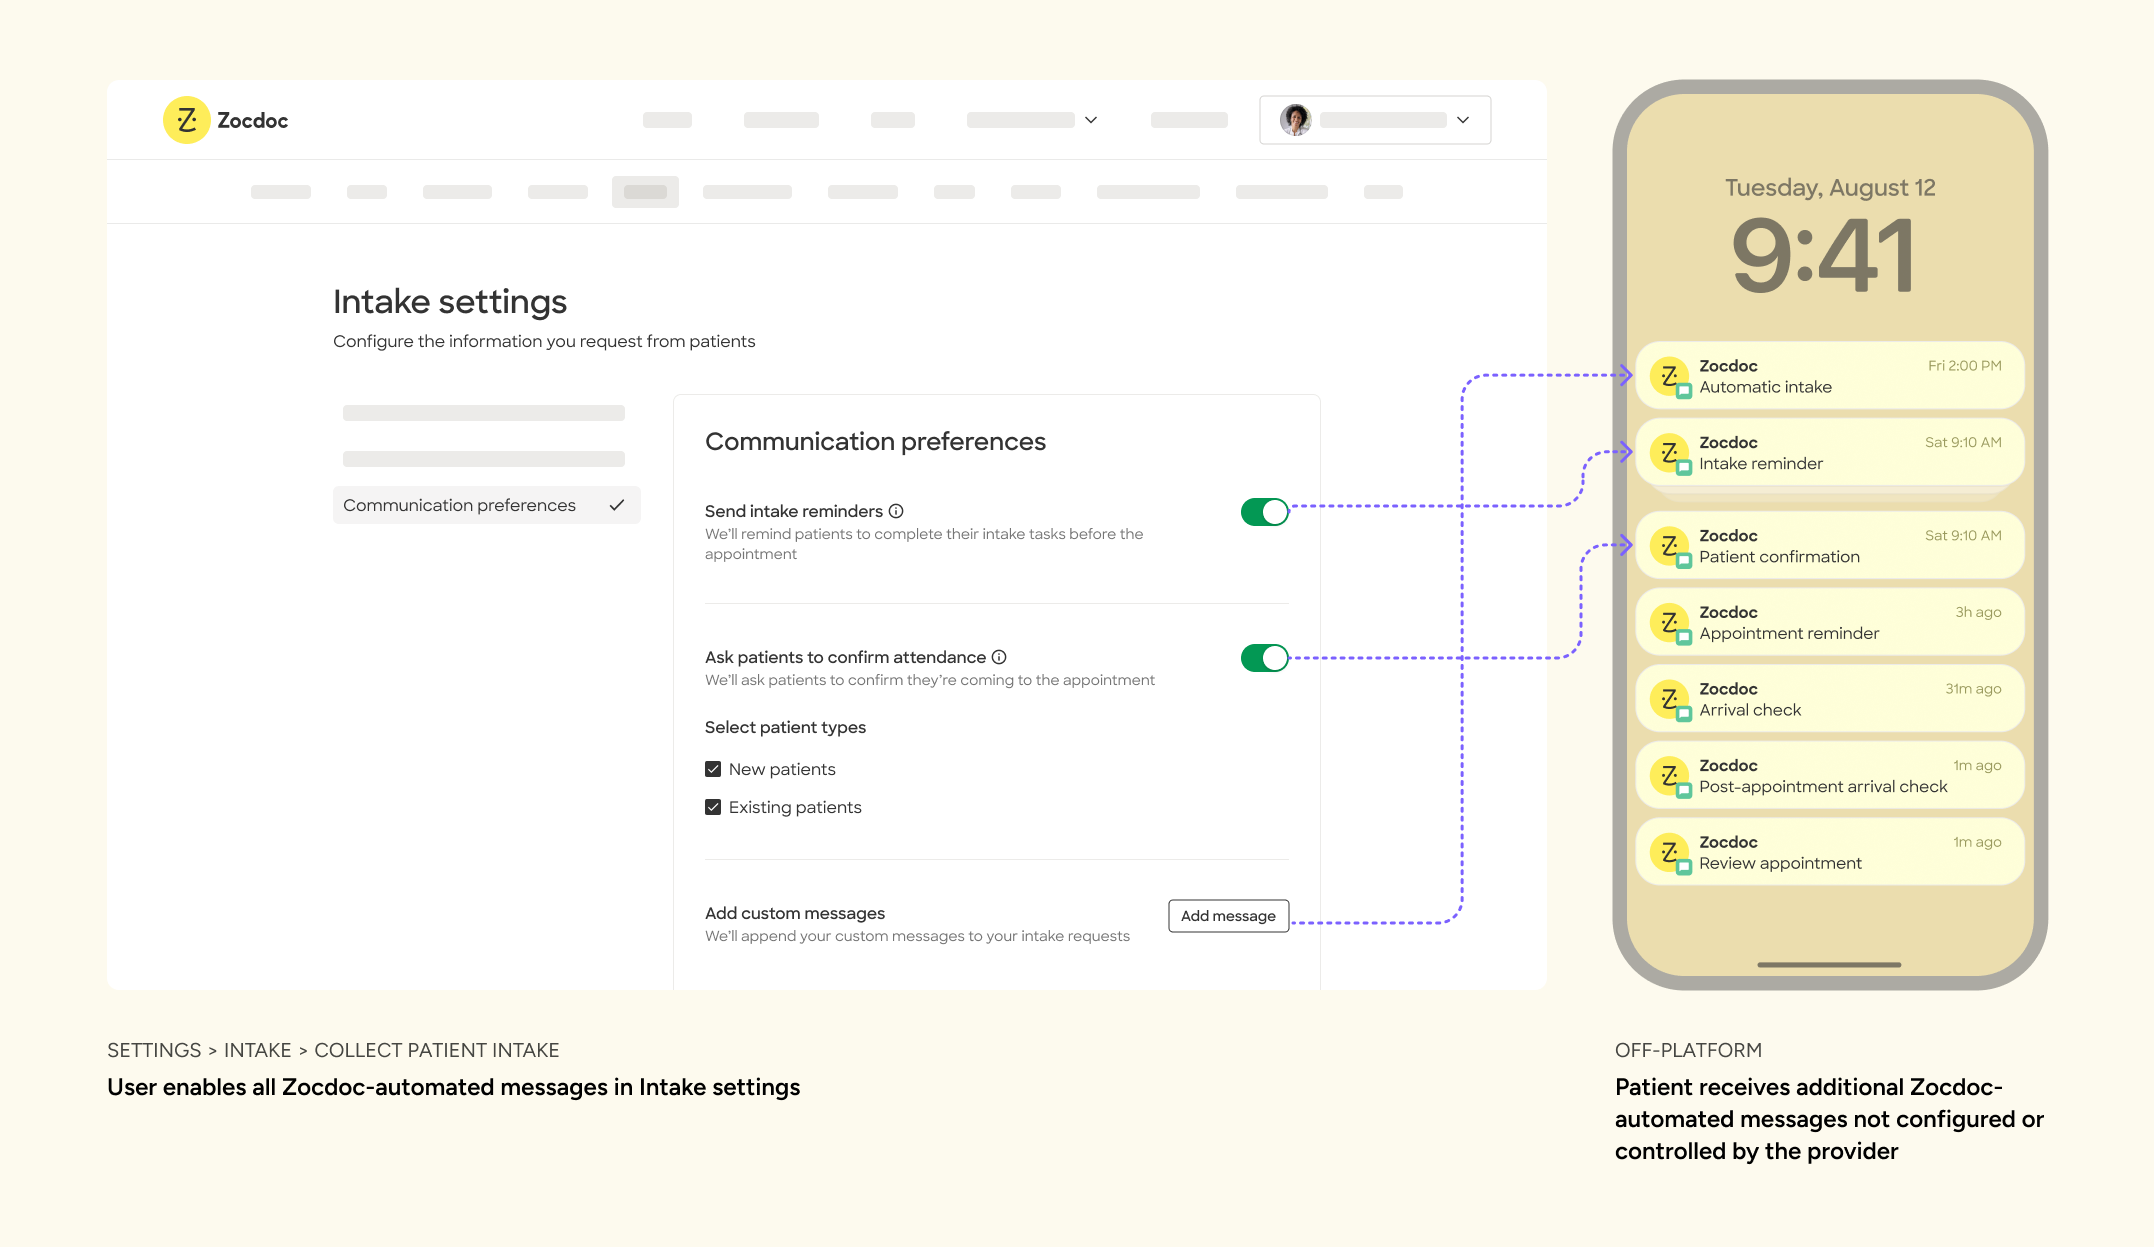 Zocdoc
Intake settings
Configure the information you request from patients
Communication preferences
Communication preferences
Send intake reminders
We'll remind patients to complete their intake tasks before the
appointment
Ask patients to confirm attendance
We'll ask patients to confirm they're coming to the appointment
Select patient types
New patients
Existing patients
Add custom messages
We'll append your custom messages to your intake requests
Add message
Tuesday, August 12
9:41
Zocdoc
Fri 2:00 PM
Automatic intake
Zocdoc
Sat 9:10 AM
Intake reminder
Zocdoc
Sat 9:10 AM
Patient confirmation
Zocdoc
3h ago
Appointment reminder
Zocdoc
31m ago
Arrival check
Zocdoc
1m ago
Post-appointment arrival check
Zocdoc
1m ago
Review appointment
SETTINGS > INTAKE > COLLECT PATIENT INTAKE
User enables all Zocdoc-automated messages in Intake settings
OFF-PLATFORM
Patient receives additional Zocdoc-
automated messages not configured or
controlled by the provider